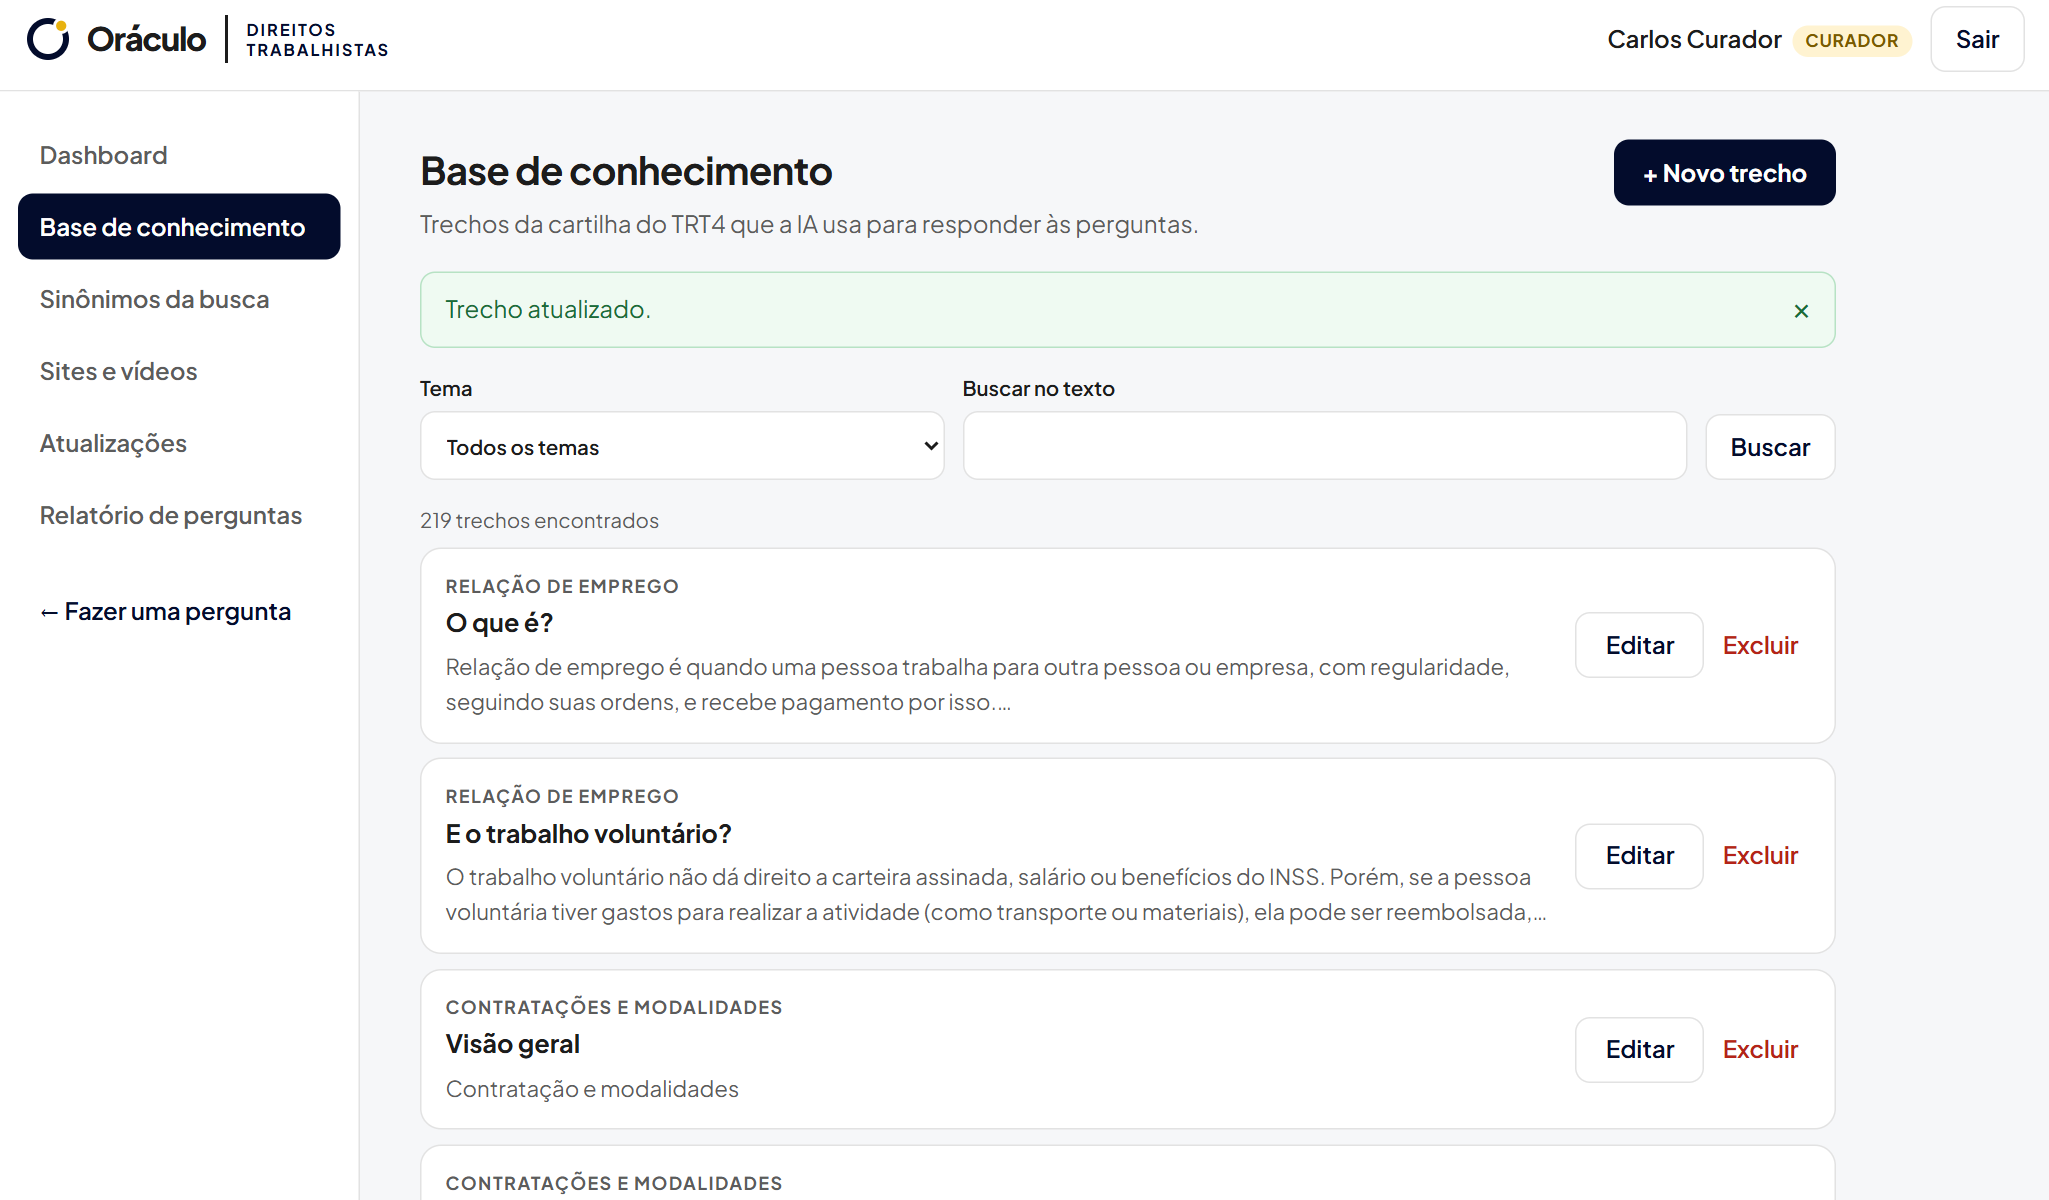 Oráculo
DIREITOS
TRABALHISTAS
Carlos Curador
CURADOR
Sair
Dashboard
Base de conhecimento
Sinônimos da busca
Sites e vídeos
Atualizações
Relatório de perguntas
← Fazer uma pergunta
Base de conhecimento
+ Novo trecho
Trechos da cartilha do TRT4 que a IA usa para responder às perguntas.
Trecho atualizado.
×
Tema
Buscar no texto
Todos os temas
Buscar
219 trechos encontrados
RELAÇÃO DE EMPREGO
O que é?
Relação de emprego é quando uma pessoa trabalha para outra pessoa ou empresa, com regularidade,
seguindo suas ordens, e recebe pagamento por isso.…
Editar
Excluir
RELAÇÃO DE EMPREGO
E o trabalho voluntário?
O trabalho voluntário não dá direito a carteira assinada, salário ou benefícios do INSS. Porém, se a pessoa
voluntária tiver gastos para realizar a atividade (como transporte ou materiais), ela pode ser reembolsada,…
Editar
Excluir
CONTRATAÇÕES E MODALIDADES
Visão geral
Contratação e modalidades
Editar
Excluir
CONTRATAÇÕES E MODALIDADES